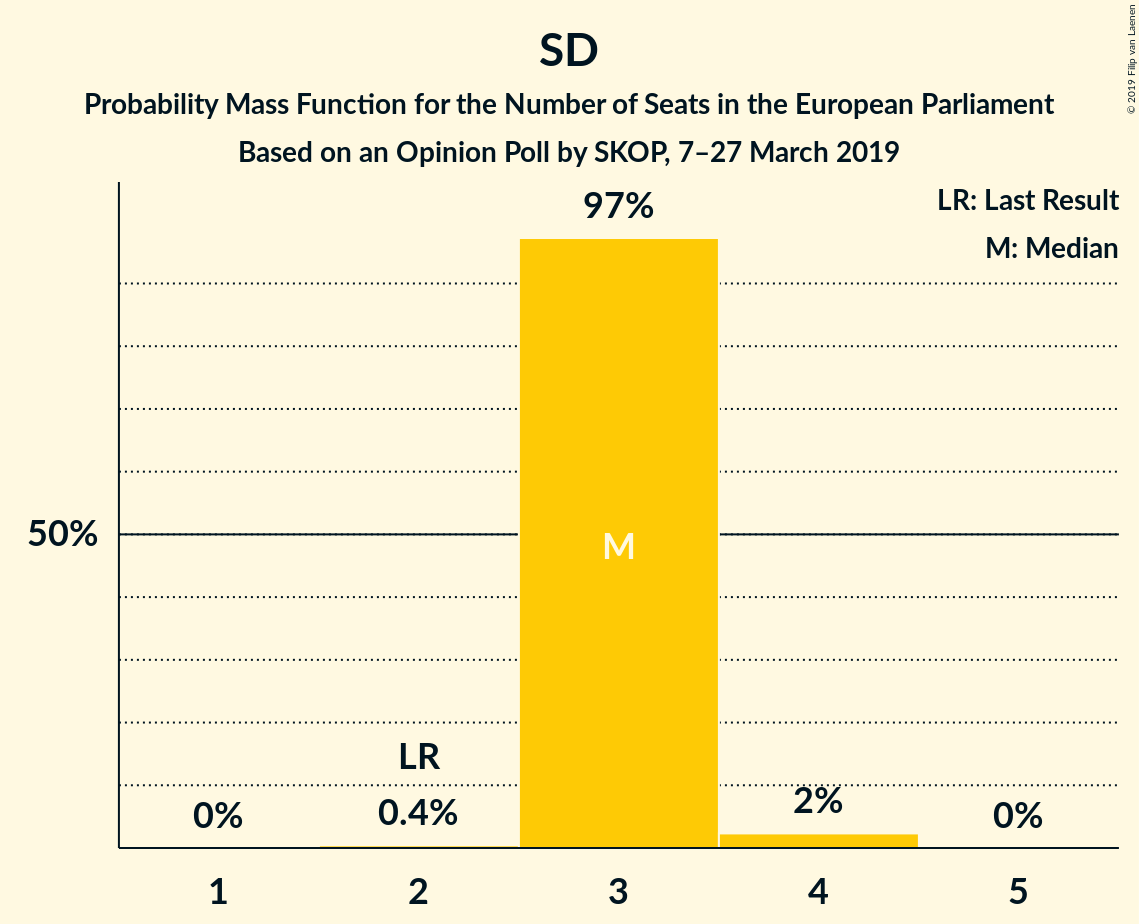 SD
Probability Mass Function for the Number of Seats in the European Parliament
Based on an Opinion Poll by SKOP, 7–27 March 2019
© 2019 Filip van Laenen
LR: Last Result
M: Median
97%
50%
M
LR
0%
0.4%
2%
0%
1
2
3
4
5